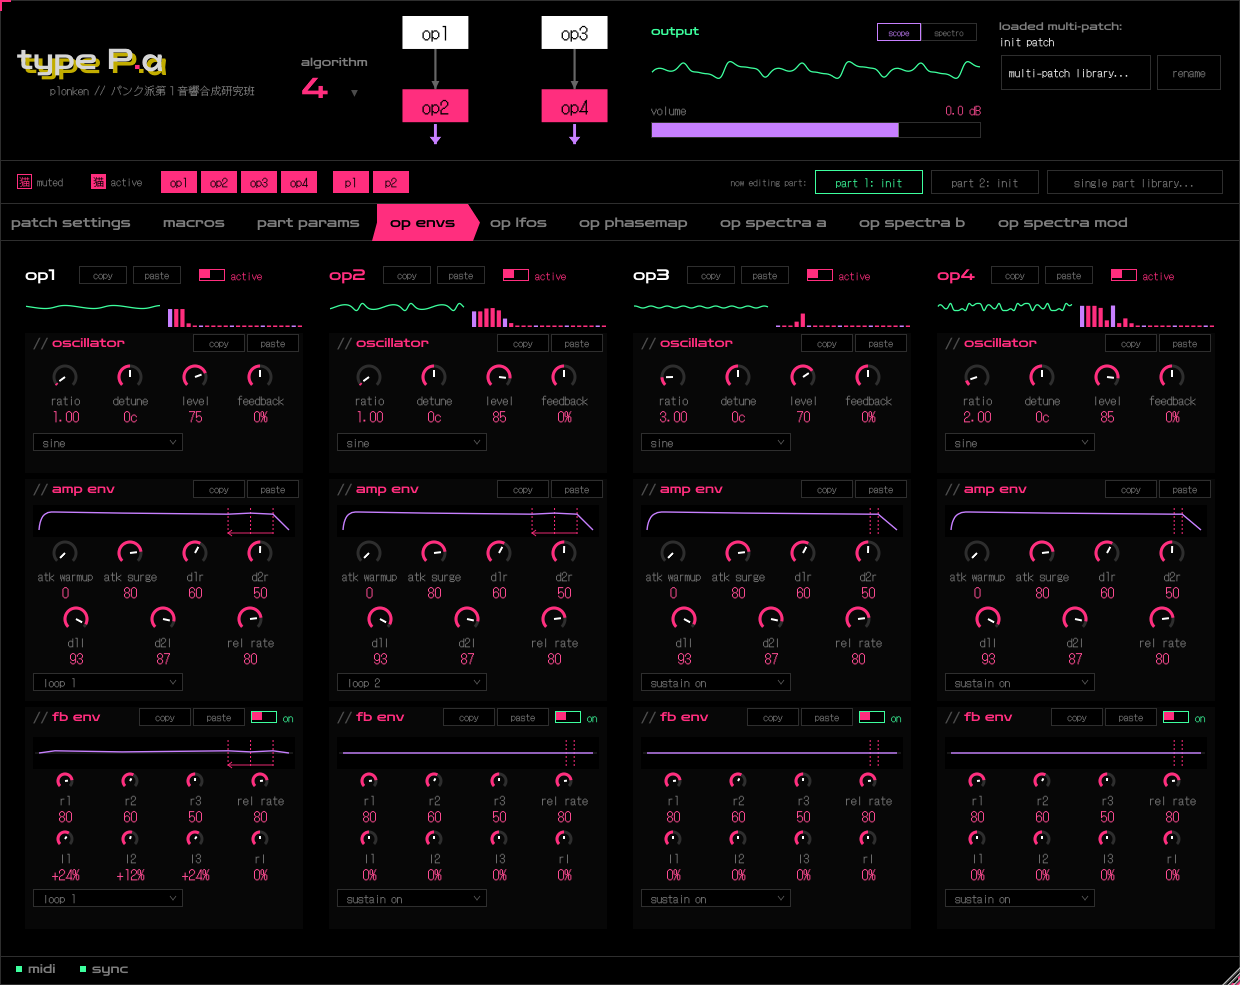 type P.a
plonken // パンク派第1音響合成研究班
algorithm
4
op1
op3
op2
op4
output
scope
spectro
volume
0.0 dB
loaded multi-patch:
init patch
multi-patch library...
rename
猫 muted
猫 active
op1 op2 op3 op4 p1 p2
now editing part:
part 1: init
part 2: init
single part library...
patch settings macros part params op envs op lfos op phasemap op spectra a op spectra b op spectra mod
op1 copy paste active
// oscillator copy paste
ratio detune level feedback
1.00 0c 75 0%
sine
// amp env copy paste
atk warmup atk surge d1r d2r
0 80 60 50
d1l d2l rel rate
93 87 80
loop 1
// fb env copy paste on
r1 r2 r3 rel rate
80 60 50 80
l1 l2 l3 rl
+24% +12% +24% 0%
loop 1
op2 copy paste active
// oscillator copy paste
ratio detune level feedback
1.00 0c 85 0%
sine
// amp env copy paste
atk warmup atk surge d1r d2r
0 80 60 50
d1l d2l rel rate
93 87 80
loop 2
// fb env copy paste on
r1 r2 r3 rel rate
80 60 50 80
l1 l2 l3 rl
0% 0% 0% 0%
sustain on
op3 copy paste active
// oscillator copy paste
ratio detune level feedback
3.00 0c 70 0%
sine
// amp env copy paste
atk warmup atk surge d1r d2r
0 80 60 50
d1l d2l rel rate
93 87 80
sustain on
// fb env copy paste on
r1 r2 r3 rel rate
80 60 50 80
l1 l2 l3 rl
0% 0% 0% 0%
sustain on
op4 copy paste active
// oscillator copy paste
ratio detune level feedback
2.00 0c 85 0%
sine
// amp env copy paste
atk warmup atk surge d1r d2r
0 80 60 50
d1l d2l rel rate
93 87 80
sustain on
// fb env copy paste on
r1 r2 r3 rel rate
80 60 50 80
l1 l2 l3 rl
0% 0% 0% 0%
sustain on
midi sync